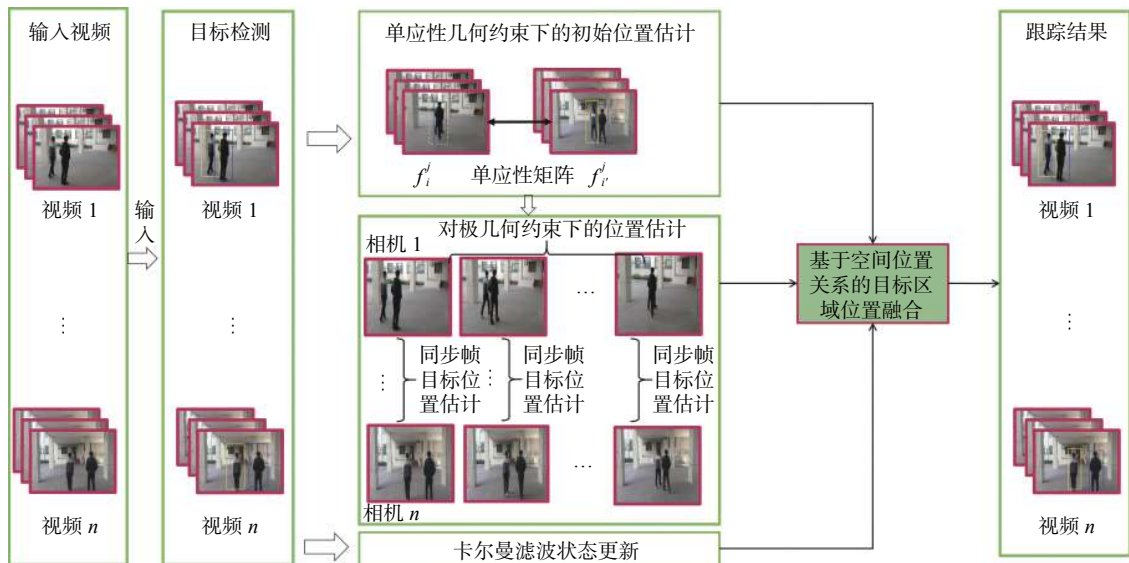 输入视频
视频 1
⋮
视频 n
输
入
目标检测
视频 1
⋮
视频 n
单应性几何约束下的初始位置估计
f_i^j 单应性矩阵 f_{i'}^j
对极几何约束下的位置估计
相机 1
…
⋮
同步帧
目标位
置估计
⋮
同步帧
目标位
置估计
同步帧
目标位
置估计
…
相机 n
卡尔曼滤波状态更新
基于空间位置
关系的目标区
域位置融合
跟踪结果
视频 1
⋮
视频 n